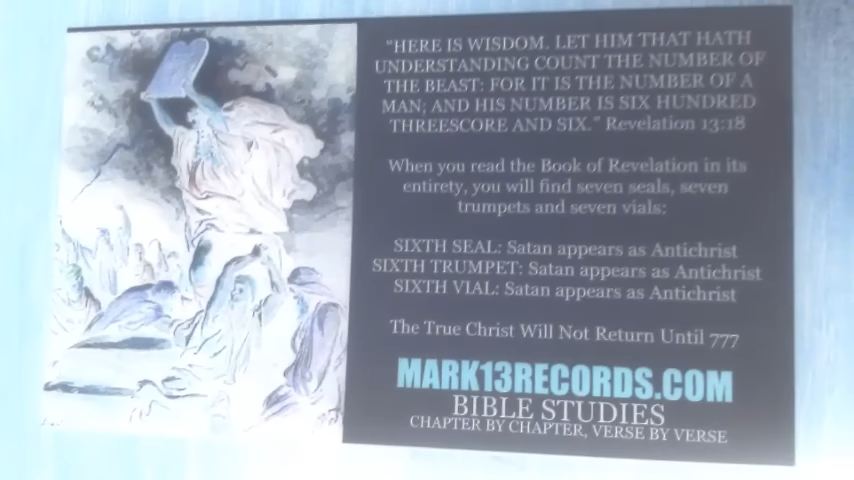 "HERE IS WISDOM. LET HIM THAT HATH
UNDERSTANDING COUNT THE NUMBER OF
THE BEAST: FOR IT IS THE NUMBER OF A
MAN; AND HIS NUMBER IS SIX HUNDRED
THREESCORE AND SIX." Revelation 13:18
When you read the Book of Revelation in its
entirety, you will find seven seals, seven
trumpets and seven vials:
SIXTH SEAL: Satan appears as Antichrist
SIXTH TRUMPET: Satan appears as Antichrist
SIXTH VIAL: Satan appears as Antichrist
The True Christ Will Not Return Until 777
MARK13RECORDS.COM
BIBLE STUDIES
CHAPTER BY CHAPTER, VERSE BY VERSE